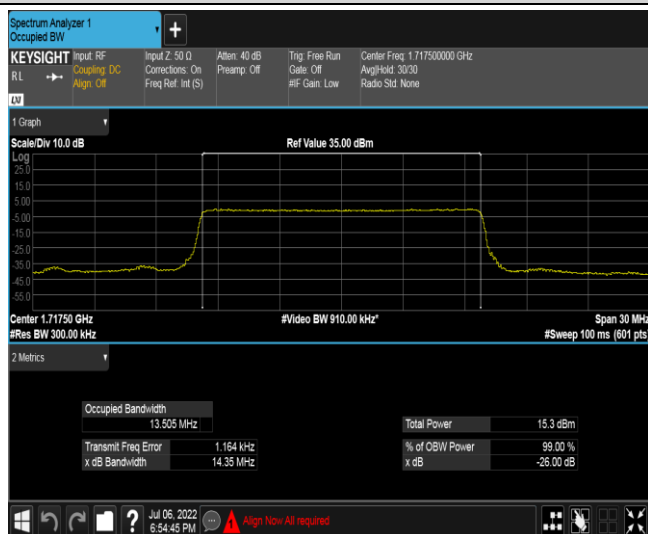 Spectrum Analyzer 1
Occupied BW
+
KEYSIGHT
R L
LXI
Input: RF
Coupling: DC
Align: Off
Input Z: 50 Ω
Corrections: On
Freq Ref: Int (S)
Atten: 40 dB
Preamp: Off
Trig: Free Run
Gate: Off
#IF Gain: Low
Center Freq: 1.717500000 GHz
Avg|Hold: 30/30
Radio Std: None
1 Graph
Scale/Div 10.0 dB
Ref Value 35.00 dBm
Log
25.0
15.0
5.00
-5.00
-15.0
-25.0
-35.0
-45.0
-55.0
Center 1.71750 GHz
#Video BW 910.00 kHz*
Span 30 MHz
#Res BW 300.00 kHz
#Sweep 100 ms (601 pts)
2 Metrics
Occupied Bandwidth
13.505 MHz
Total Power 15.3 dBm
Transmit Freq Error 1.164 kHz
% of OBW Power 99.00 %
x dB Bandwidth 14.35 MHz
x dB -26.00 dB
?
Jul 06, 2022
6:54:45 PM
Align Now All required